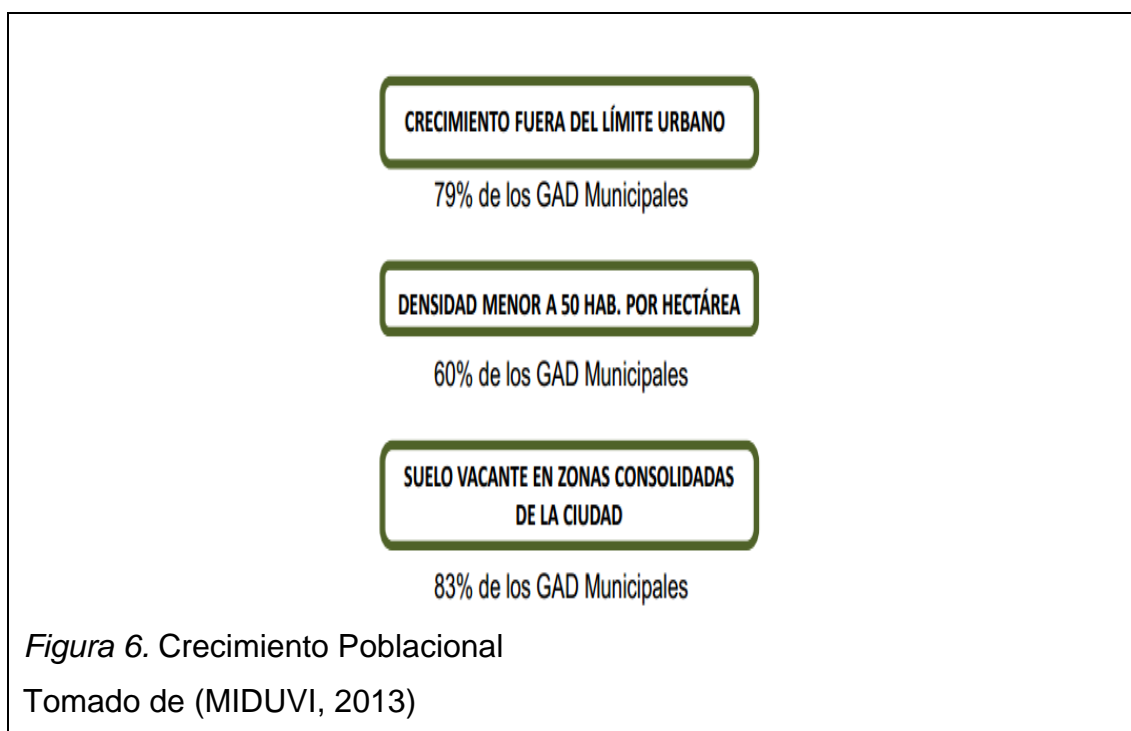 CRECIMIENTO FUERA DEL LÍMITE URBANO
79% de los GAD Municipales
DENSIDAD MENOR A 50 HAB. POR HECTÁREA
60% de los GAD Municipales
SUELO VACANTE EN ZONAS CONSOLIDADAS
DE LA CIUDAD
83% de los GAD Municipales
Figura 6. Crecimiento Poblacional
Tomado de (MIDUVI, 2013)